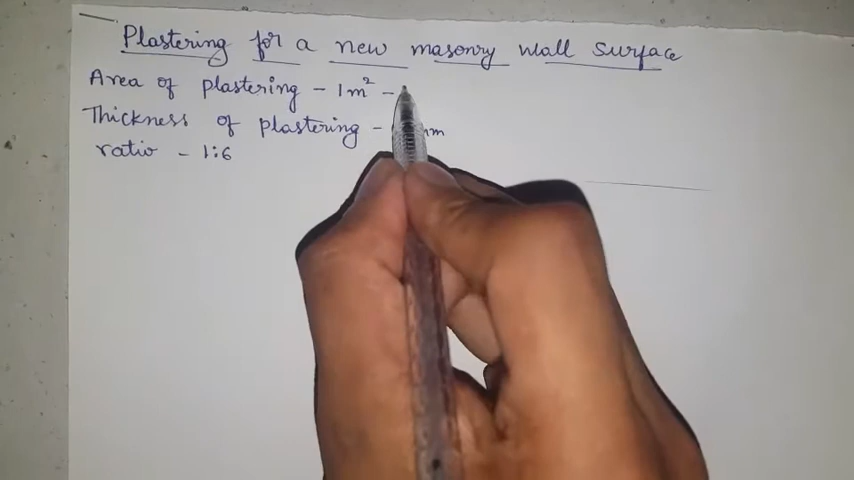 Plastering for a new masonry wall surface
Area of plastering - 1m² -
Thickness of plastering -
ratio - 1:6